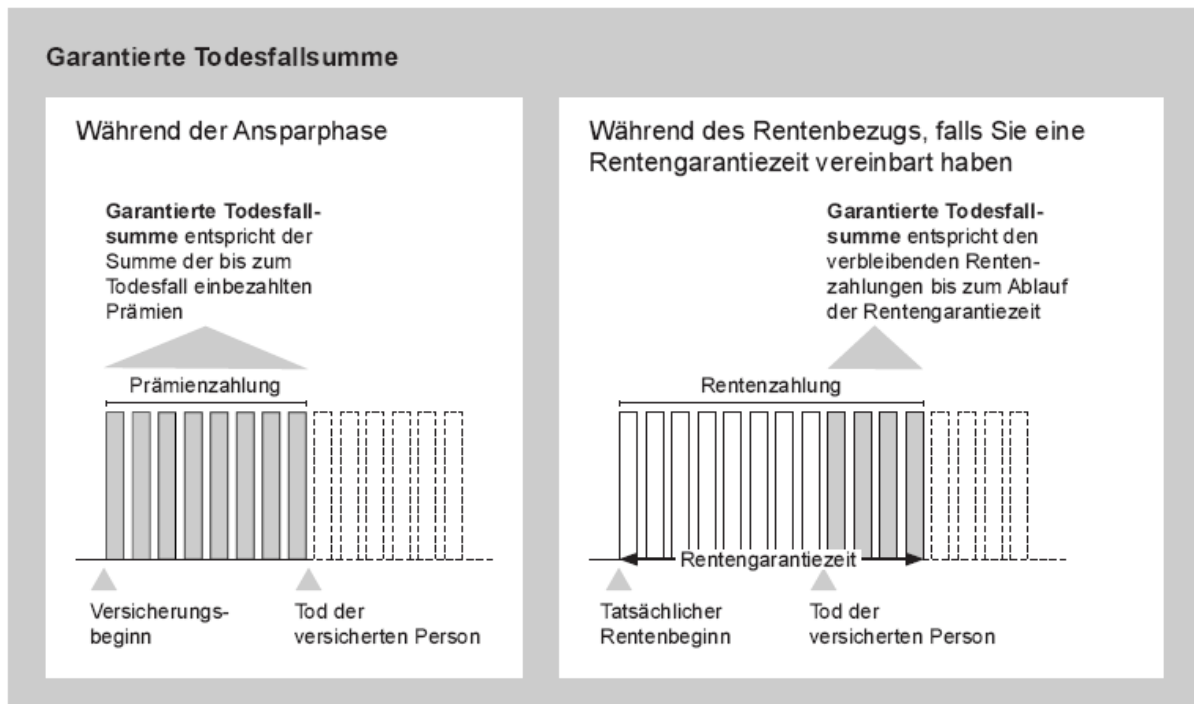 Garantierte Todesfallsumme
Während der Ansparphase
Garantierte Todesfall-
summe entspricht der
Summe der bis zum
Todesfall einbezahlten
Prämien
Prämienzahlung
Versicherungs-
beginn
Tod der
versicherten Person
Während des Rentenbezugs, falls Sie eine
Rentengarantiezeit vereinbart haben
Garantierte Todesfall-
summe entspricht den
verbleibenden Renten-
zahlungen bis zum Ablauf
der Rentengarantiezeit
Rentenzahlung
Rentengarantiezeit
Tatsächlicher
Rentenbeginn
Tod der
versicherten Person